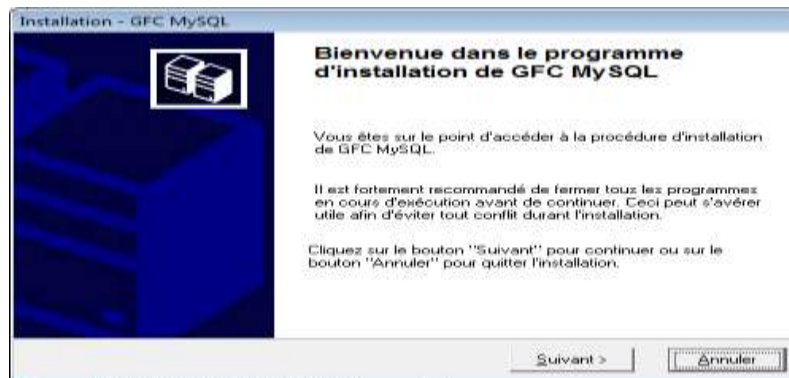 Installation - GFC MySQL
Bienvenue dans le programme
d'installation de GFC MySQL
Vous êtes sur le point d'accéder à la procédure d'installation
de GFC MySQL.
Il est fortement recommandé de fermer tous les programmes
en cours d'exécution avant de continuer. Ceci peut s'avérer
utile afin d'éviter tout conflit durant l'installation.
Cliquez sur le bouton "Suivant" pour continuer ou sur le
bouton "Annuler" pour quitter l'installation.
Suivant >
Annuler